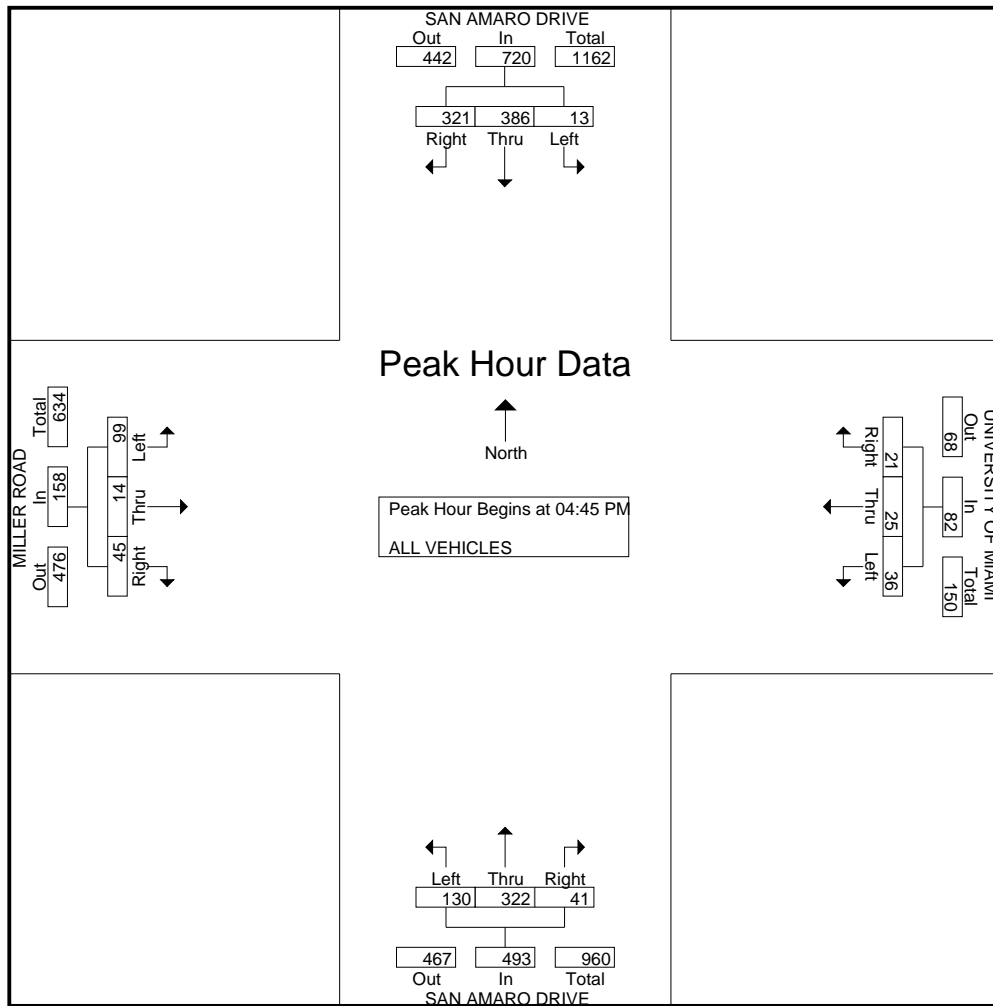 SAN AMARO DRIVE
Out In Total
442 720 1162
321 386 13
Right Thru Left
Peak Hour Data
North
Peak Hour Begins at 04:45 PM
ALL VEHICLES
MILLER ROAD
Out In Total
476 158 634
45 14 99
Right Thru Left
UNIVERSITY OF MIAMI
Out In Total
68 82 150
21 25 36
Right Thru Left
Left Thru Right
130 322 41
467 493 960
Out In Total
SAN AMARO DRIVE